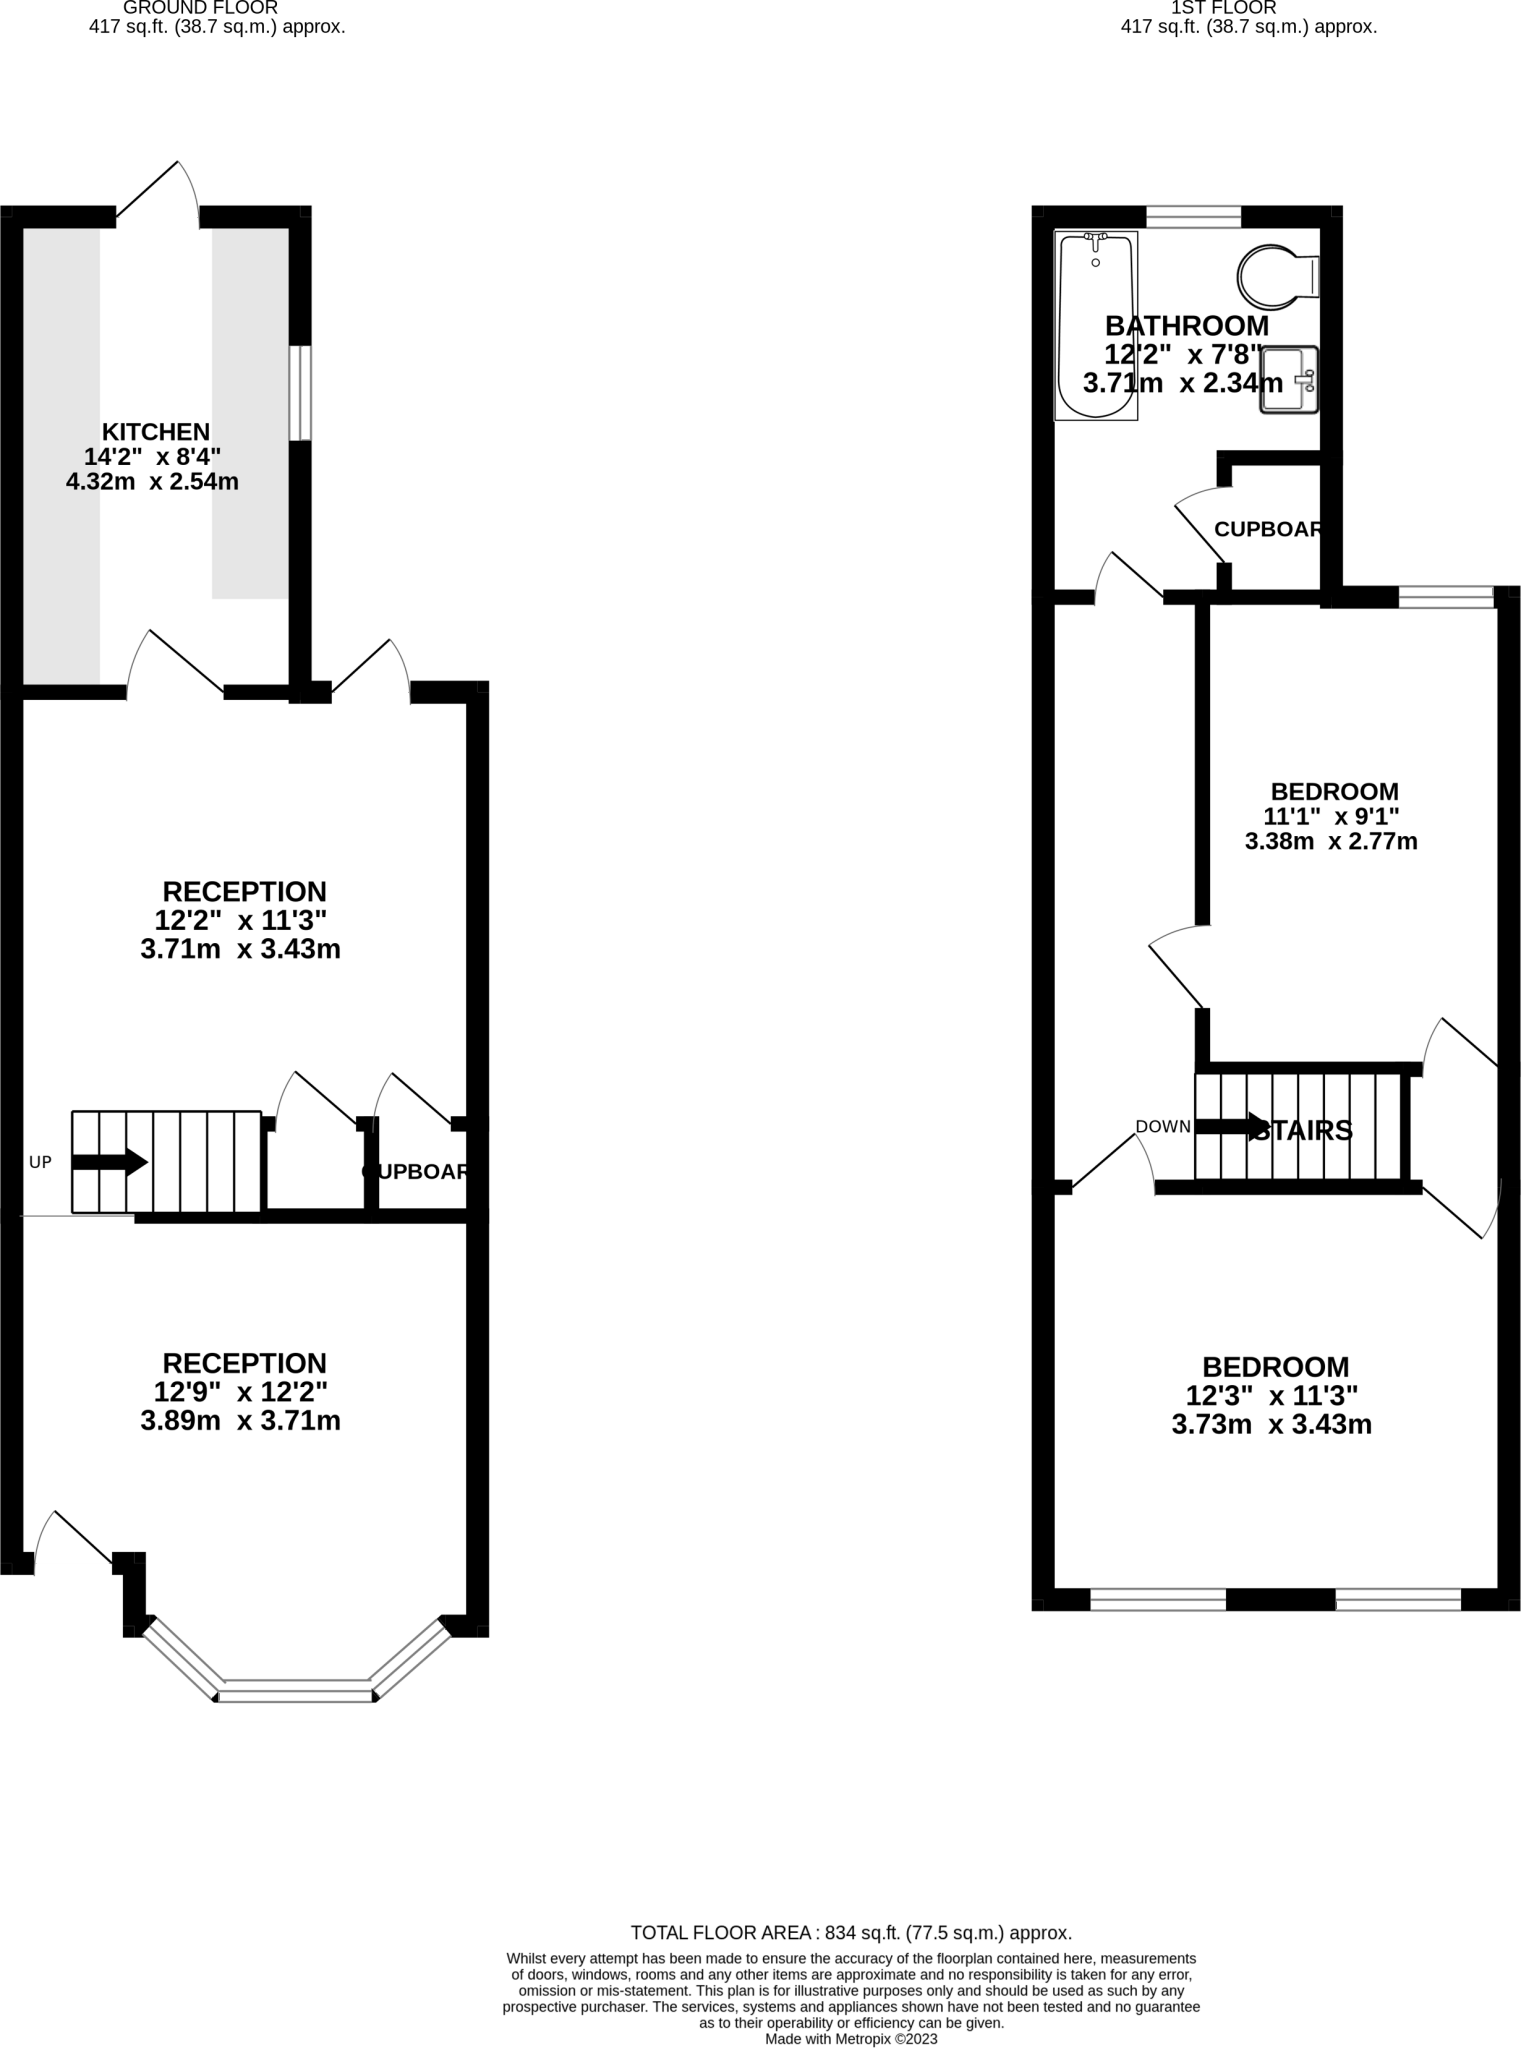 GROUND FLOOR
417 sq.ft. (38.7 sq.m.) approx.
KITCHEN
14'2" x 8'4"
4.32m x 2.54m
RECEPTION
12'2" x 11'3"
3.71m x 3.43m
UP
CUPBOAR
RECEPTION
12'9" x 12'2"
3.89m x 3.71m
1ST FLOOR
417 sq.ft. (38.7 sq.m.) approx.
BATHROOM
12'2" x 7'8"
3.71m x 2.34m
CUPBOAR
BEDROOM
11'1" x 9'1"
3.38m x 2.77m
DOWN
STAIRS
BEDROOM
12'3" x 11'3"
3.73m x 3.43m
TOTAL FLOOR AREA : 834 sq.ft. (77.5 sq.m.) approx.
Whilst every attempt has been made to ensure the accuracy of the floorplan contained here, measurements
of doors, windows, rooms and any other items are approximate and no responsibility is taken for any error,
omission or mis-statement. This plan is for illustrative purposes only and should be used as such by any
prospective purchaser. The services, systems and appliances shown have not been tested and no guarantee
as to their operability or efficiency can be given.
Made with Metropix ©2023